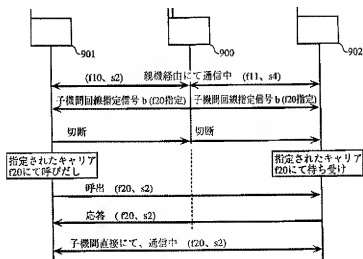 901
900
902
(f10, s2) 親機経由にて通信中 (f11, s4)
子機間回線指定信号b(f20指定) 子機間回線指定信号b(f20指定)
切断 切断
指定されたキャリア
f20にて呼びだし
指定されたキャリア
f20にて待ち受け
呼出 (f20, s2)
応答 (f20, s2)
子機間直接にて、通信中 (f20, s2)